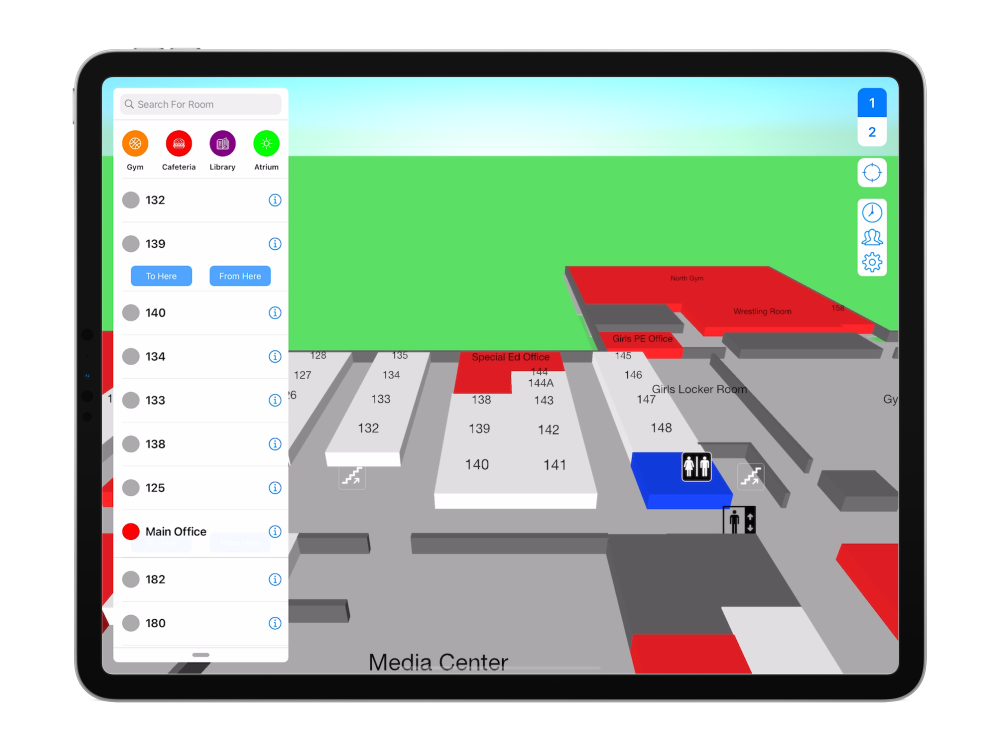 Search For Room
Gym
Cafeteria
Library
Atrium
132
139
To Here
From Here
140
134
133
138
125
Main Office
182
180
1
2
North Gym
Wrestling Room
158
Girls PE Office
128
135
Special Ed Office
145
127
134
144
146
144A
Girls Locker Room
133
138
143
147
Gy
132
139
142
148
140
141
Media Center